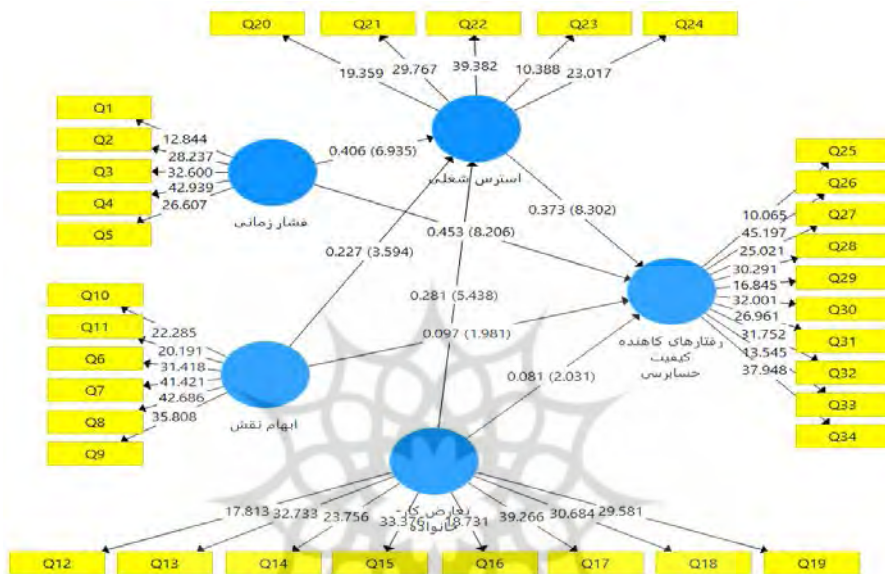 Q20
Q21
Q22
Q23
Q24
19.359
29.767
39.382
10.388
23.017
Q1
Q2
Q3
Q4
Q5
12.844
28.237
32.600
42.939
26.607
فشار زمانی
0.406 (6.935)
استرس شغلی
0.373 (8.302)
0.453 (8.206)
0.227 (3.594)
0.281 (5.438)
0.097 (1.981)
0.081 (2.031)
Q25
Q26
Q27
Q28
Q29
Q30
Q31
Q32
Q33
Q34
10.065
45.197
25.021
30.291
16.845
32.001
26.961
31.752
13.545
37.948
رفتارهای کاهنده
کیفیت
حسابرسی
Q10
Q11
Q6
Q7
Q8
Q9
22.285
20.191
31.418
41.421
42.686
35.808
ابهام نقش
تعارض کار-
خانواده
17.813
32.733
23.756
33.376
18.731
39.266
30.684
29.581
Q12
Q13
Q14
Q15
Q16
Q17
Q18
Q19